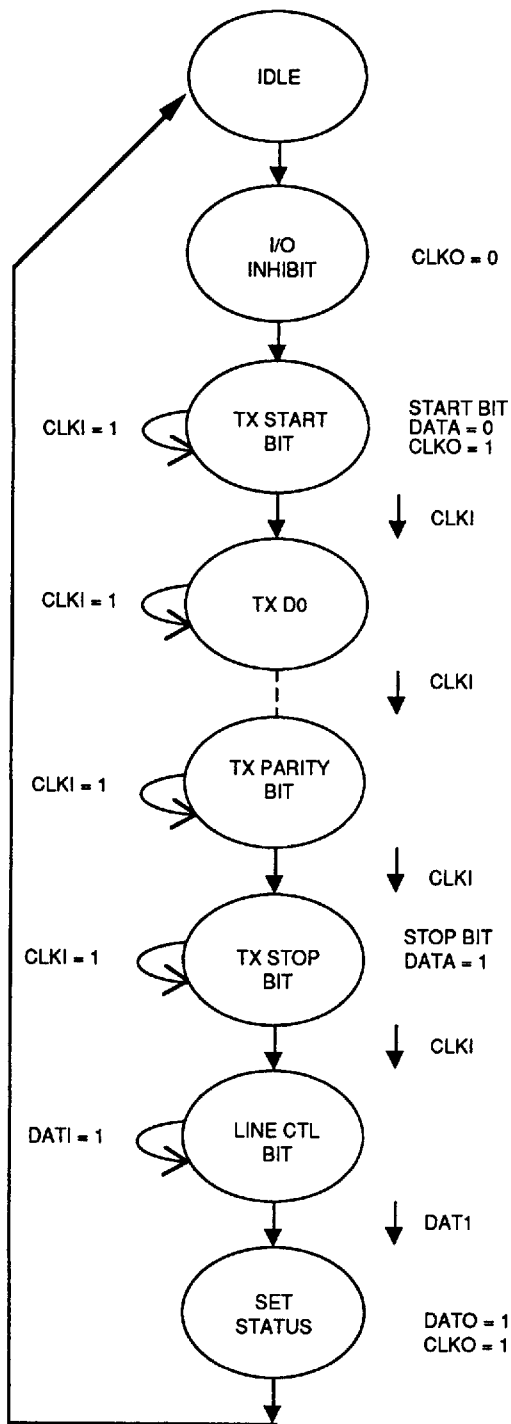 IDLE
I/O
INHIBIT
CLKO = 0
TX START
BIT
CLKI = 1
START BIT
DATA = 0
CLKO = 1
CLKI
TX D0
CLKI = 1
CLKI
TX PARITY
BIT
CLKI = 1
CLKI
TX STOP
BIT
CLKI = 1
STOP BIT
DATA = 1
CLKI
LINE CTL
BIT
DATI = 1
DAT1
SET
STATUS
DATO = 1
CLKO = 1